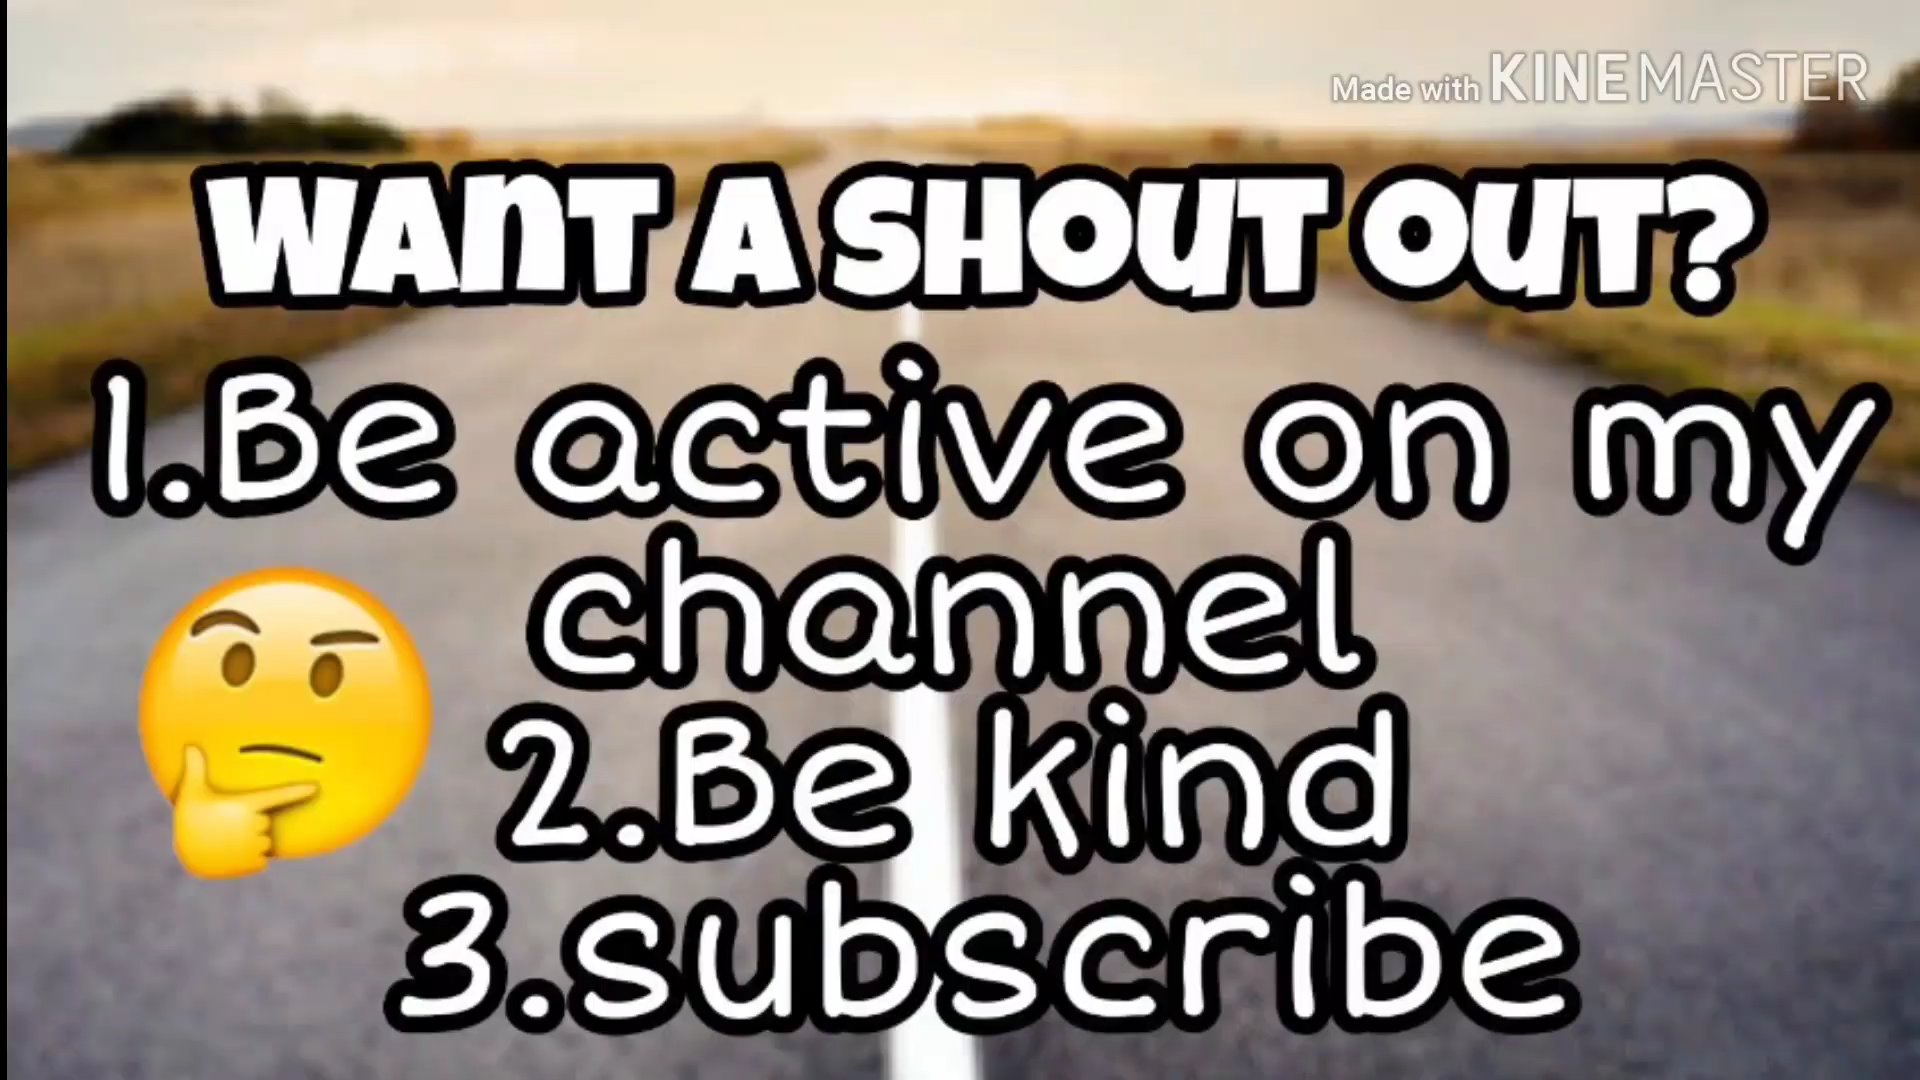 Made with KINEMASTER
WANT A SHOUT OUT?
1.Be active on my
channel
2.Be kind
3.subscribe